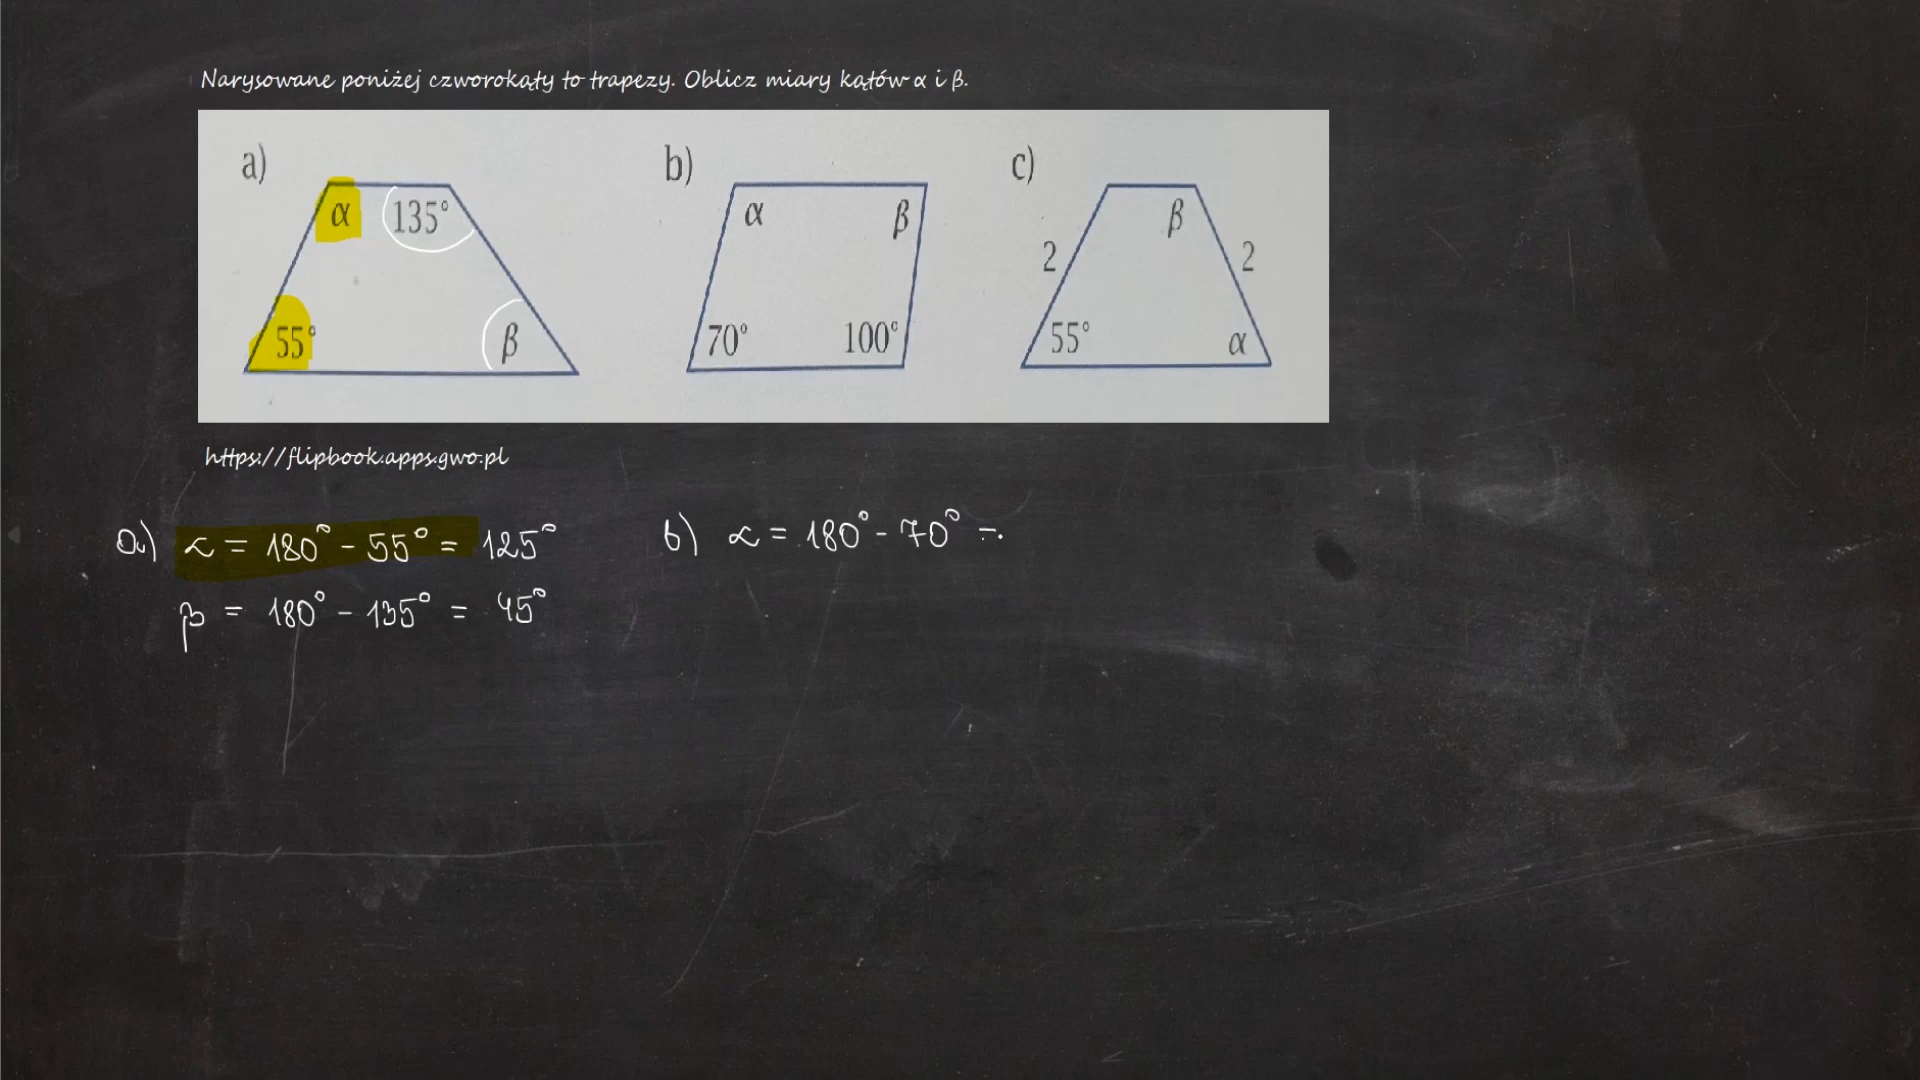 Narysowane poniżej czworokąty to trapezy. Oblicz miary kątów α i β.
a) b) c)
α 135° α β β
2 2
55° β 70° 100° 55° α
https://flipbook.apps.gwo.pl
a) α = 180° - 55° = 125° b) α = 180° - 70° =
β = 180° - 135° = 45°